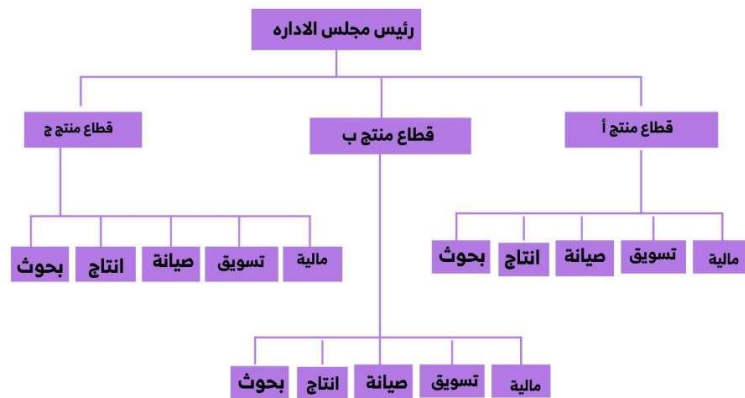 رئيس مجلس الاداره
قطاع منتج أ
قطاع منتج ب
قطاع منتج ج
مالية
تسويق
صيانة
انتاج
بحوث
مالية
تسويق
صيانة
انتاج
بحوث
مالية
تسويق
صيانة
انتاج
بحوث